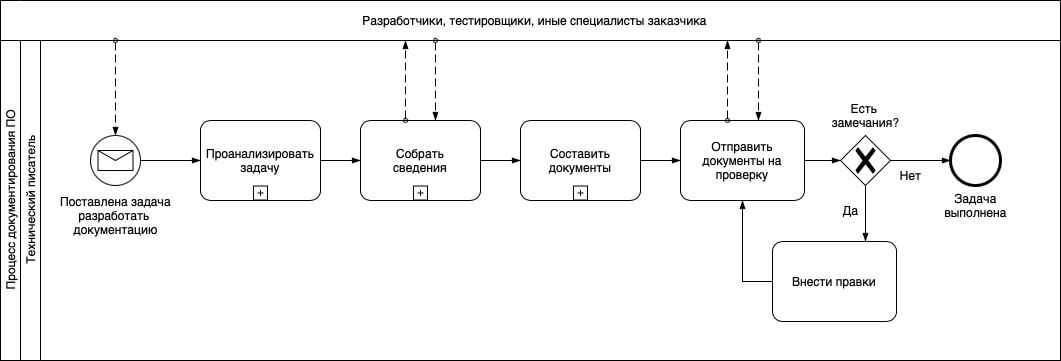 Разработчики, тестировщики, иные специалисты заказчика
Процесс документирования ПО
Технический писатель
Поставлена задача
разработать
документацию
Проанализировать
задачу
Собрать
сведения
Составить
документы
Отправить
документы на
проверку
Есть
замечания?
Нет
Да
Задача
выполнена
Внести правки